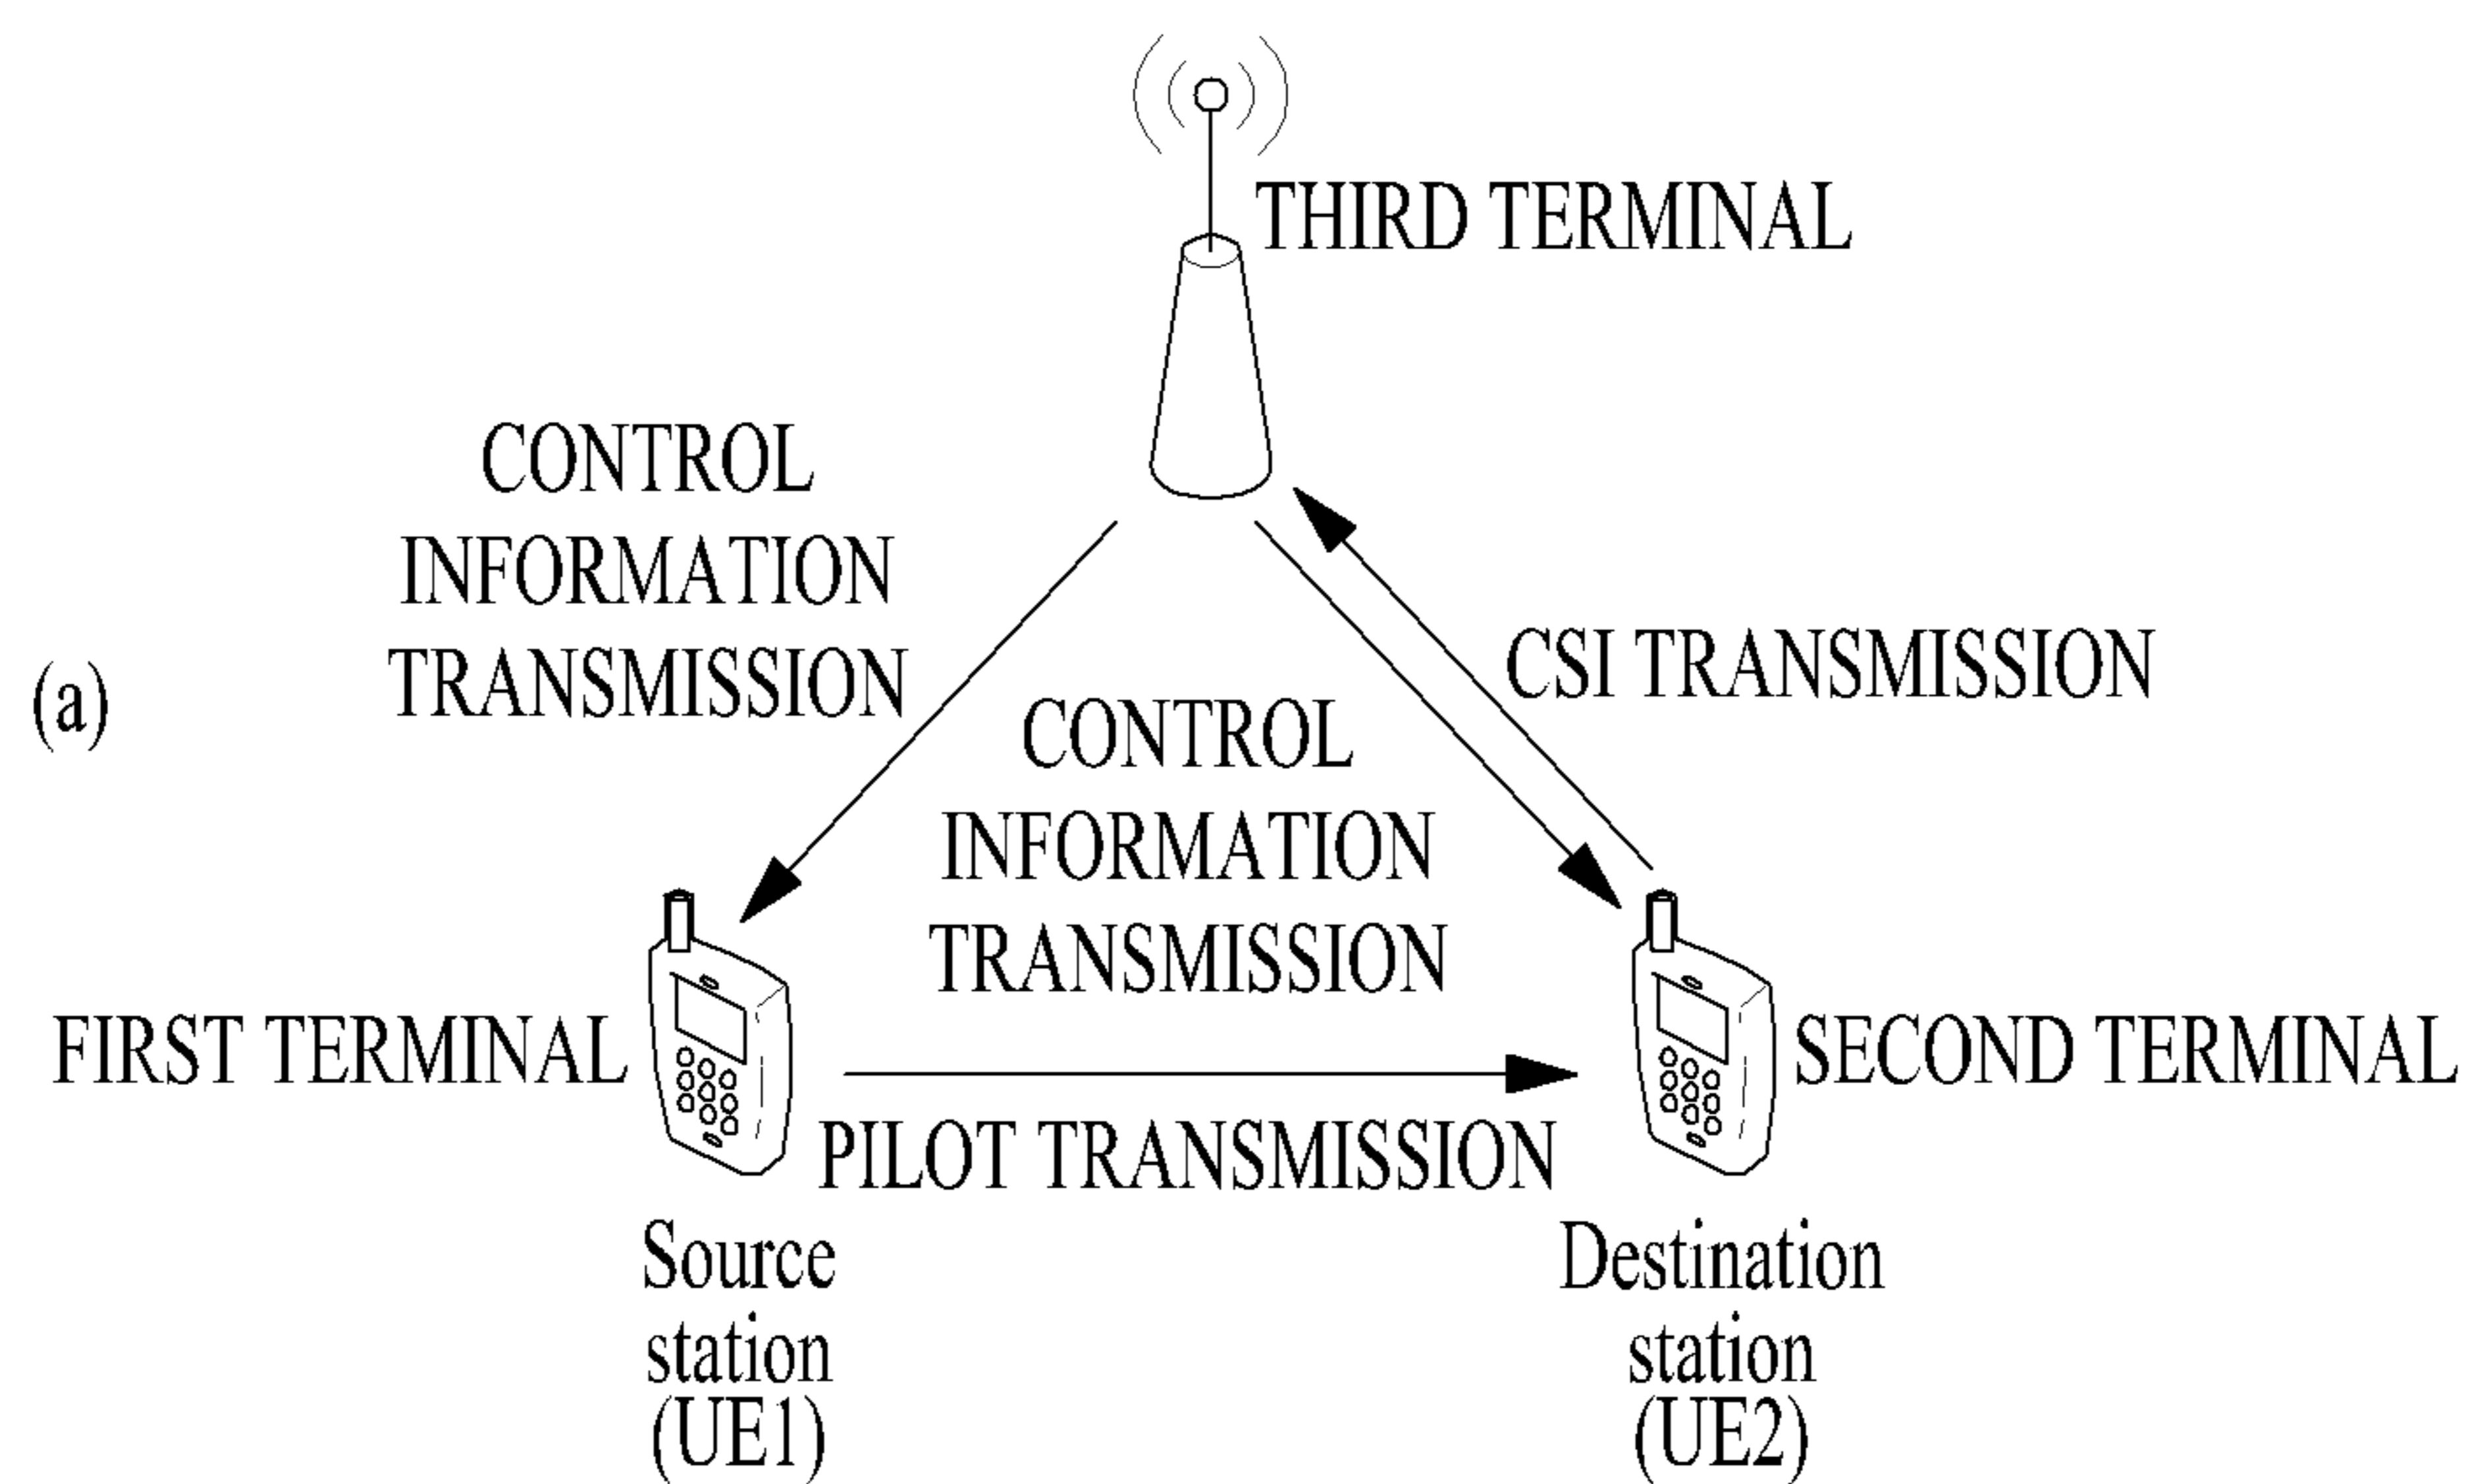 THIRD TERMINAL
CONTROL
INFORMATION
TRANSMISSION
CSI TRANSMISSION
(a)
CONTROL
INFORMATION
TRANSMISSION
FIRST TERMINAL
SECOND TERMINAL
PILOT TRANSMISSION
Source
station
(UE1)
Destination
station
(UE2)